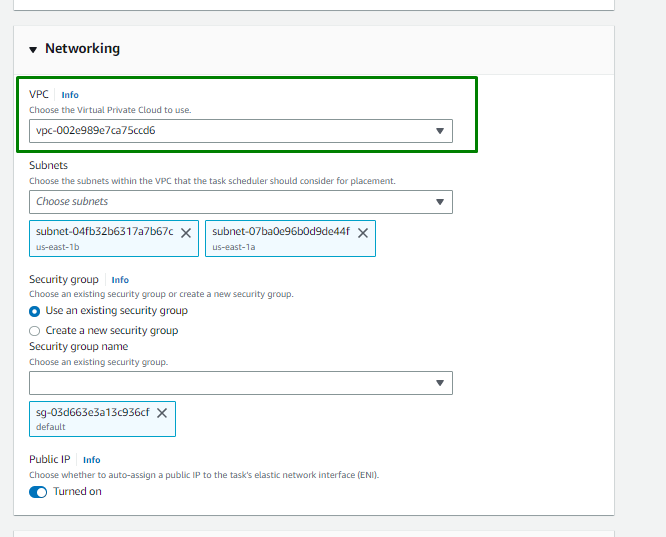 Networking
VPC Info
Choose the Virtual Private Cloud to use.
vpc-002e989e7ca75ccd6
Subnets
Choose the subnets within the VPC that the task scheduler should consider for placement.
Choose subnets
subnet-04fb32b6317a7b67c subnet-07ba0e96b0d9de44f
us-east-1b us-east-1a
Security group Info
Choose an existing security group or create a new security group.
Use an existing security group
Create a new security group
Security group name
Choose an existing security group.
sg-03d663e3a13c936cf
default
Public IP Info
Choose whether to auto-assign a public IP to the task's elastic network interface (ENI).
Turned on